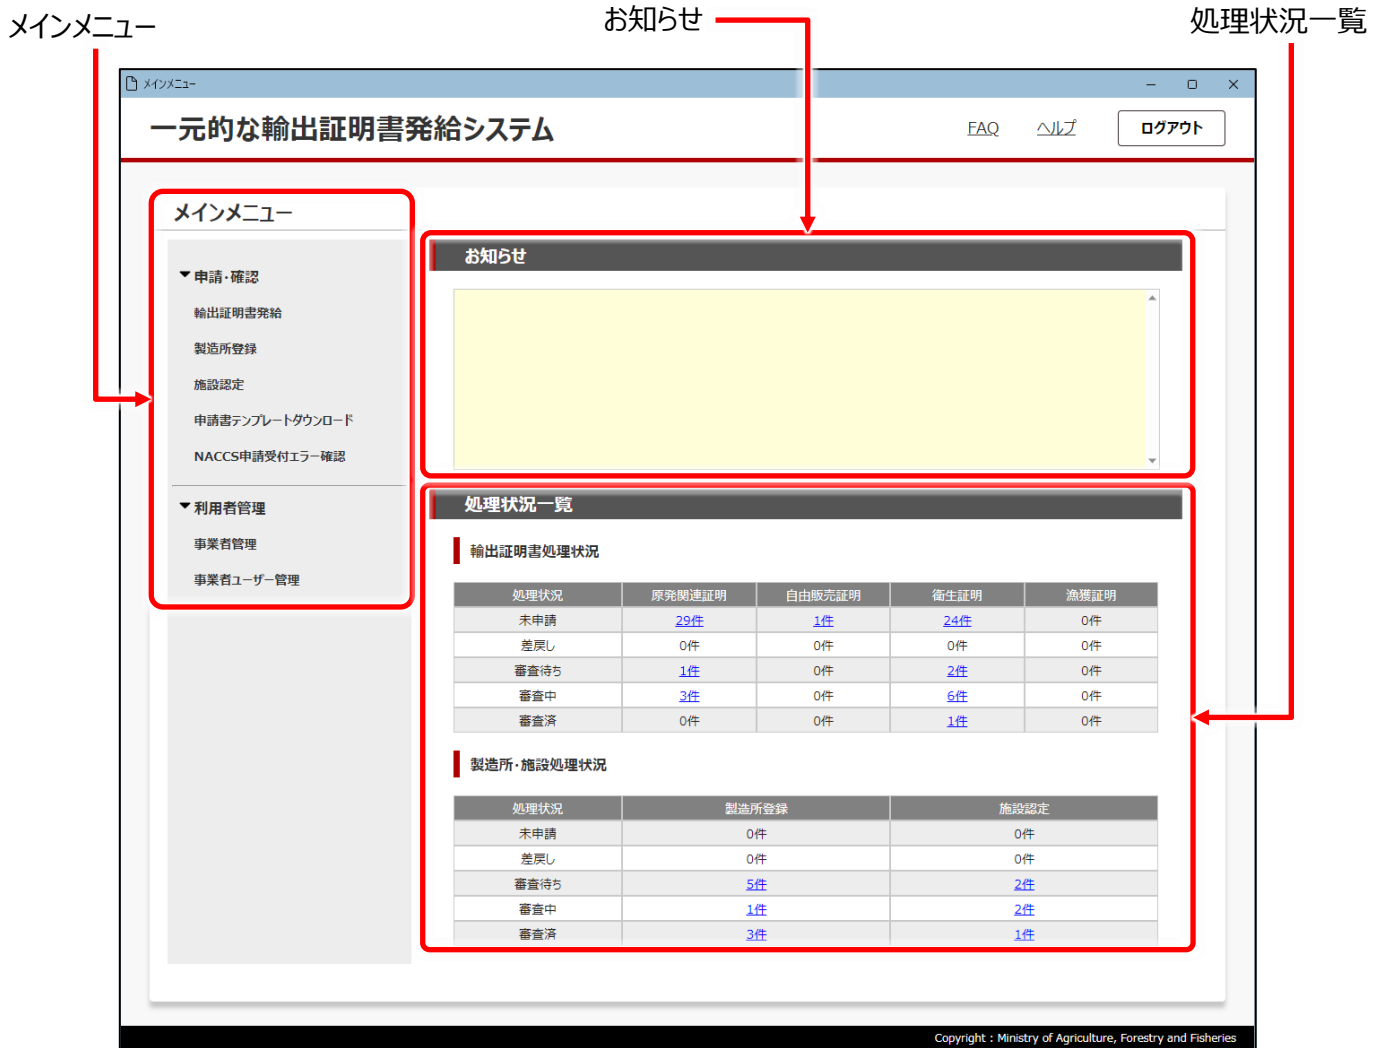 メインメニュー
お知らせ
処理状況一覧
メインメニュー
一元的な輸出証明書発給システム
FAQ ヘルプ ログアウト
メインメニュー
▼申請・確認
輸出証明書発給
製造所登録
施設認定
申請書テンプレートダウンロード
NACCS申請受付エラー確認
▼利用者管理
事業者管理
事業者ユーザー管理
お知らせ
処理状況一覧
輸出証明書処理状況
処理状況 原発関連証明 自由販売証明 衛生証明 漁獲証明
未申請 29件 1件 24件 0件
差戻し 0件 0件 0件 0件
審査待ち 1件 0件 2件 0件
審査中 3件 0件 6件 0件
審査済 0件 0件 1件 0件
製造所・施設処理状況
処理状況 製造所登録 施設認定
未申請 0件 0件
差戻し 0件 0件
審査待ち 5件 2件
審査中 1件 2件
審査済 3件 1件
Copyright : Ministry of Agriculture, Forestry and Fisheries